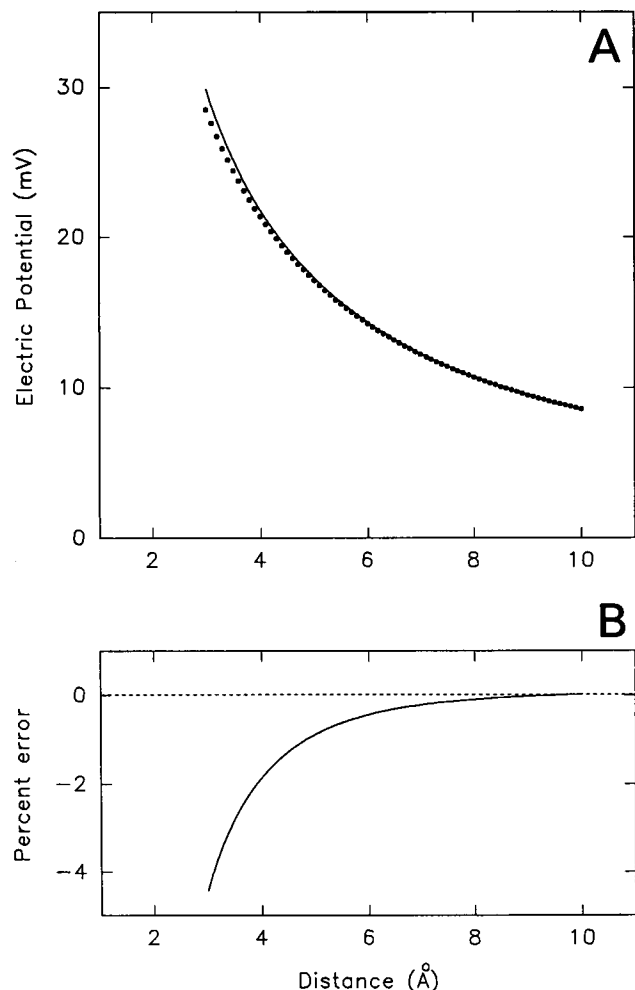 A
Electric Potential (mV)
30
20
10
0
2 4 6 8 10
B
Percent error
0
−2
−4
2 4 6 8 10
Distance (Å)